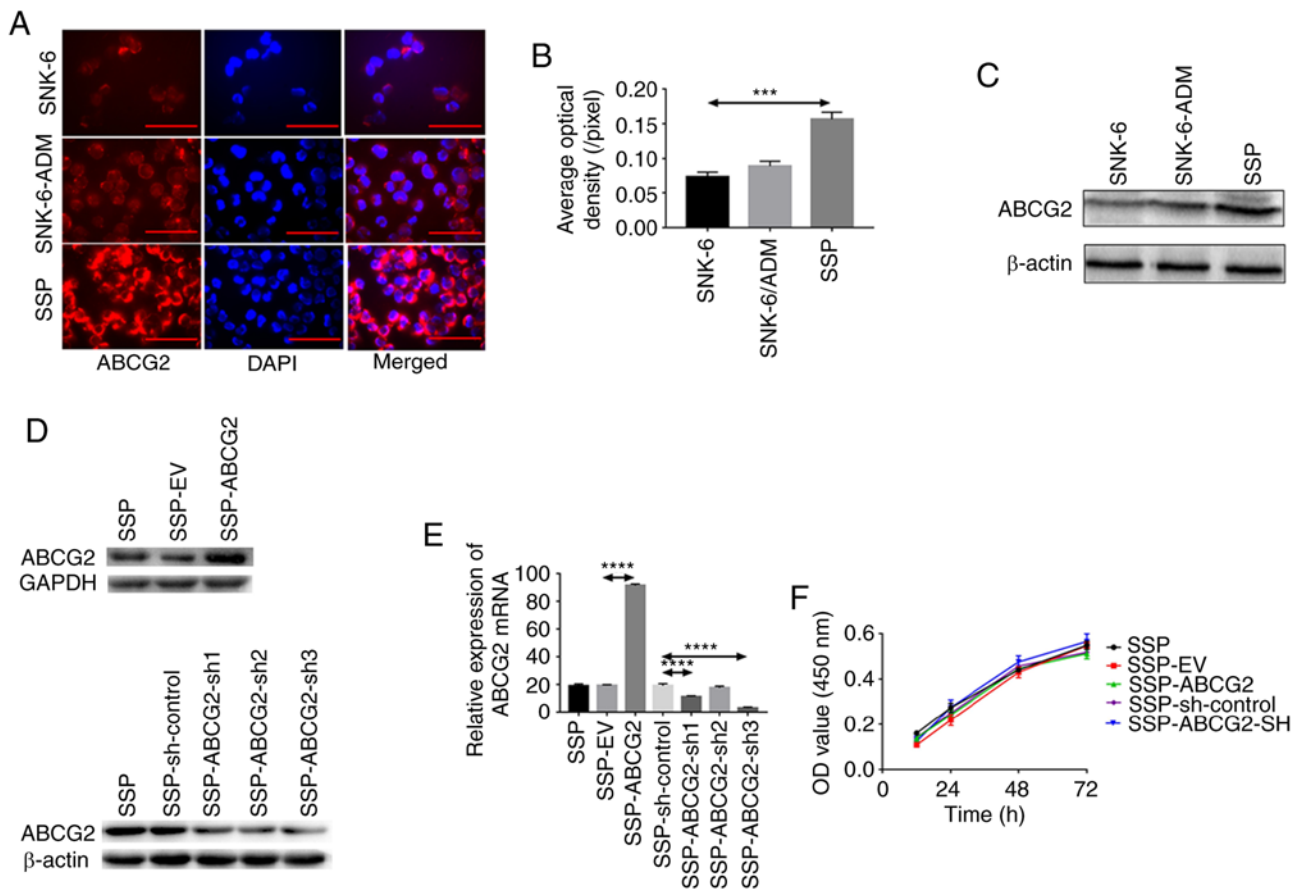 A
SNK-6
SNK-6-ADM
SSP
ABCG2
DAPI
Merged
B
Average optical
density (/pixel)
0.20
0.15
0.10
0.05
0.00
***
SNK-6
SNK-6/ADM
SSP
C
SNK-6
SNK-6-ADM
SSP
ABCG2
β-actin
D
SSP
SSP-EV
SSP-ABCG2
ABCG2
GAPDH
SSP
SSP-sh-control
SSP-ABCG2-sh1
SSP-ABCG2-sh2
SSP-ABCG2-sh3
ABCG2
β-actin
E
Relative expression of
ABCG2 mRNA
100
80
60
40
20
0
****
****
****
SSP
SSP-EV
SSP-ABCG2
SSP-sh-control
SSP-ABCG2-sh1
SSP-ABCG2-sh2
SSP-ABCG2-sh3
F
OD value (450 nm)
0.6
0.4
0.2
0.0
0
24
48
72
Time (h)
SSP
SSP-EV
SSP-ABCG2
SSP-sh-control
SSP-ABCG2-SH